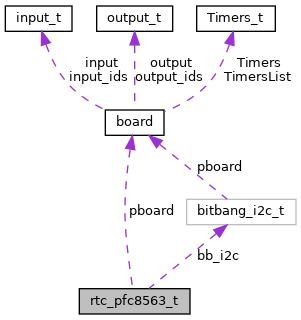 input_t
output_t
Timers_t
input
input_ids
output
output_ids
Timers
TimersList
board
pboard
pboard
bitbang_i2c_t
bb_i2c
rtc_pfc8563_t